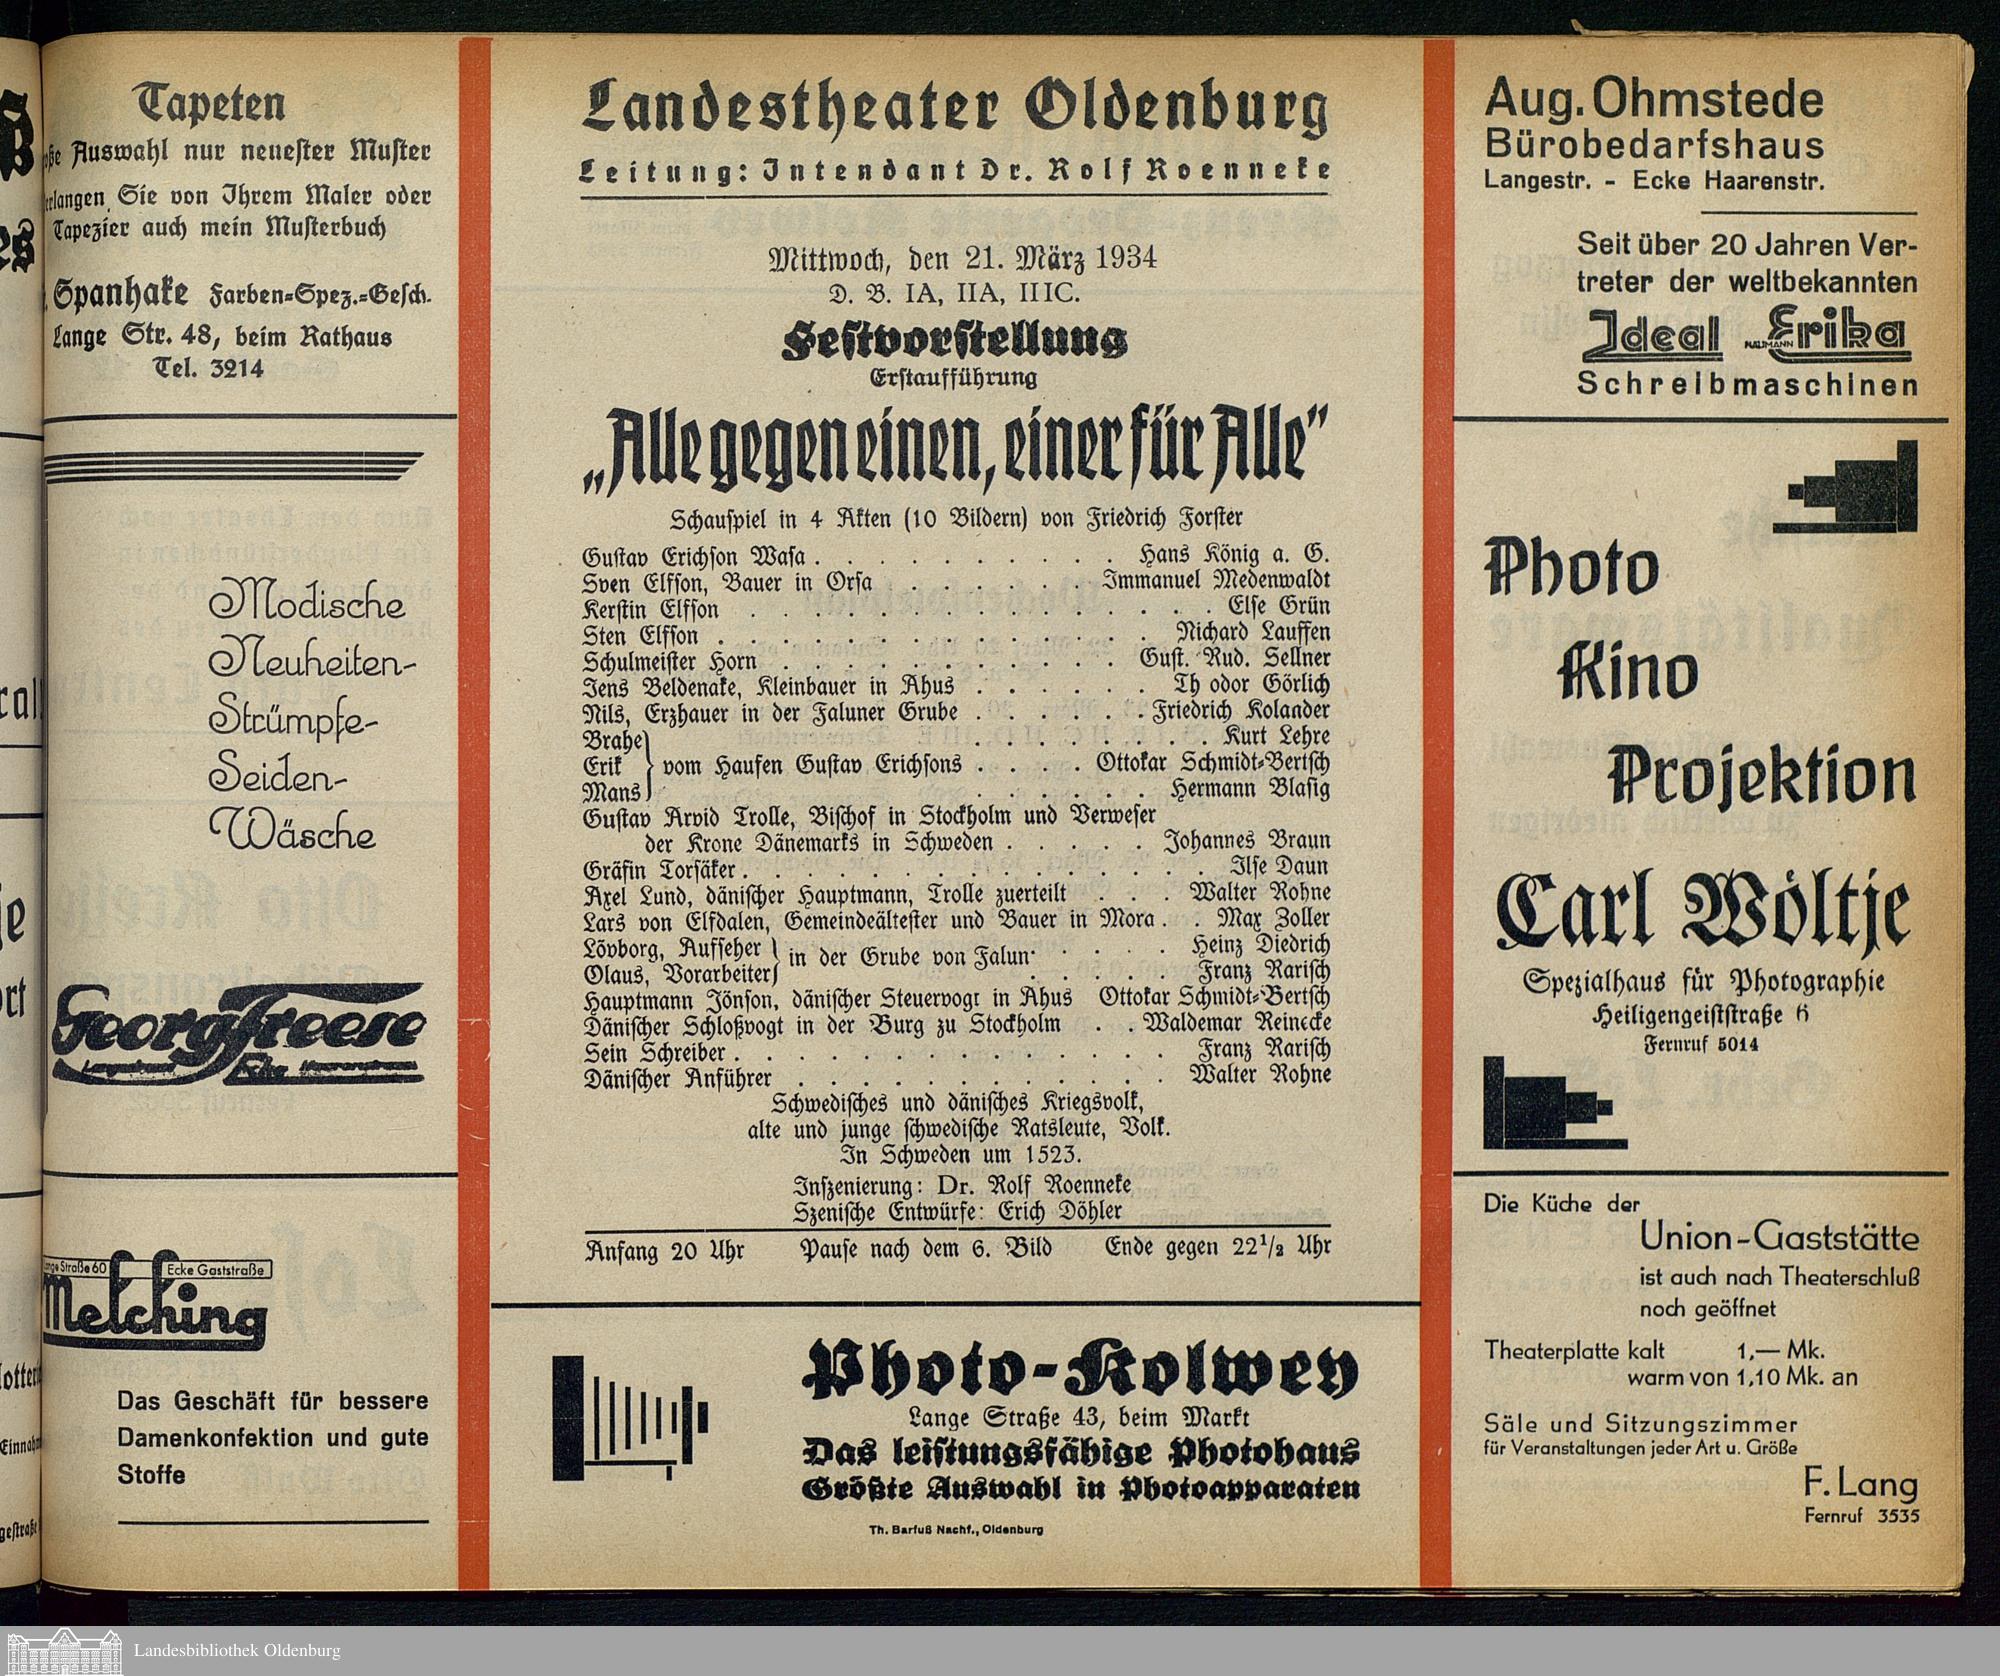 Tapeten
Auswahl nur neuester Muster
Sie von Ihrem Maler oder
Tapezier auch mein Musterbuch
Spanhake Farben-Spez.-Gesch.
Lange Str. 48, beim Rathaus
Tel. 3214
Modische
Neuheiten-
Strümpfe-
Seiden-
Wäsche
Georg Freese
Langestraße Ecke Haarenstrasse
Straße 60 Ecke Gaststraße
Melching
Das Geschäft für bessere
Damenkonfektion und gute
Stoffe
Landestheater Oldenburg
Leitung: Intendant Dr. Rolf Roenneke
Mittwoch, den 21. März 1934
D. B. IA, IIA, IIIC.
Festvorstellung
Erstaufführung
„Alle gegen einen, einer für Alle"
Schauspiel in 4 Akten (10 Bildern) von Friedrich Forster
Gustav Erichson Wasa . . . . . . . . . . Hans König a. G.
Sven Elfson, Bauer in Orsa . . . . . . . Immanuel Medenwaldt
Kerstin Elfson . . . . . . . . . . . . . . Else Grün
Sten Elfson . . . . . . . . . . . . . . Richard Lauffen
Schulmeister Horn . . . . . . . . . . . Gust. Rud. Sellner
Jens Beldenake, Kleinbauer in Ahus . . . . . . Th odor Görlich
Nils, Erzhauer in der Faluner Grube . . . . . . Friedrich Kolander
Brahe . . . . . . . . Kurt Lehre
Erik } vom Haufen Gustav Erichsons . . . . Ottokar Schmidt-Bertsch
Mans . . . . . . Hermann Blasig
Gustav Arvid Trolle, Bischof in Stockholm und Verweser
der Krone Dänemarks in Schweden . . . . . Johannes Braun
Gräfin Torsäker . . . . . . . . . . . . . Ilse Daun
Axel Lund, dänischer Hauptmann, Trolle zuerteilt . . . Walter Rohne
Lars von Elfdalen, Gemeindeältester und Bauer in Mora . . Max Zoller
Lövborg, Aufseher } in der Grube von Falun . . . . Heinz Diedrich
Olaus, Vorarbeiter . . . . . . Franz Rarisch
Hauptmann Jönson, dänischer Steuervogt in Ahus Ottokar Schmidt-Bertsch
Dänischer Schloßvogt in der Burg zu Stockholm . . Waldemar Reinecke
Sein Schreiber . . . . . . . . . . . . . Franz Rarisch
Dänischer Anführer . . . . . . . . . . . . Walter Rohne
Schwedisches und dänisches Kriegsvolk,
alte und junge schwedische Ratsleute, Volk.
In Schweden um 1523.
Inszenierung: Dr. Rolf Roenneke
Szenische Entwürfe: Erich Döhler
Anfang 20 Uhr Pause nach dem 6. Bild Ende gegen 22½ Uhr
Photo-Kolwey
Lange Straße 43, beim Markt
Das leistungsfähige Photohaus
Größte Auswahl in Photoapparaten
Th. Barfuß Nachf., Oldenburg
Aug. Ohmstede
Bürobedarfshaus
Langestr. - Ecke Haarenstr.
Seit über 20 Jahren Ver-
treter der weltbekannten
Ideal NAUMANN Erika
Schreibmaschinen
Photo
Kino
Projektion
Carl Wöltje
Spezialhaus für Photographie
Heiligengeiststraße 6
Fernruf 5014
Die Küche der
Union-Gaststätte
ist auch nach Theaterschluß
noch geöffnet
Theaterplatte kalt 1,— Mk.
warm von 1,10 Mk. an
Säle und Sitzungszimmer
für Veranstaltungen jeder Art u. Größe
F. Lang
Fernruf 3535
Landesbibliothek Oldenburg